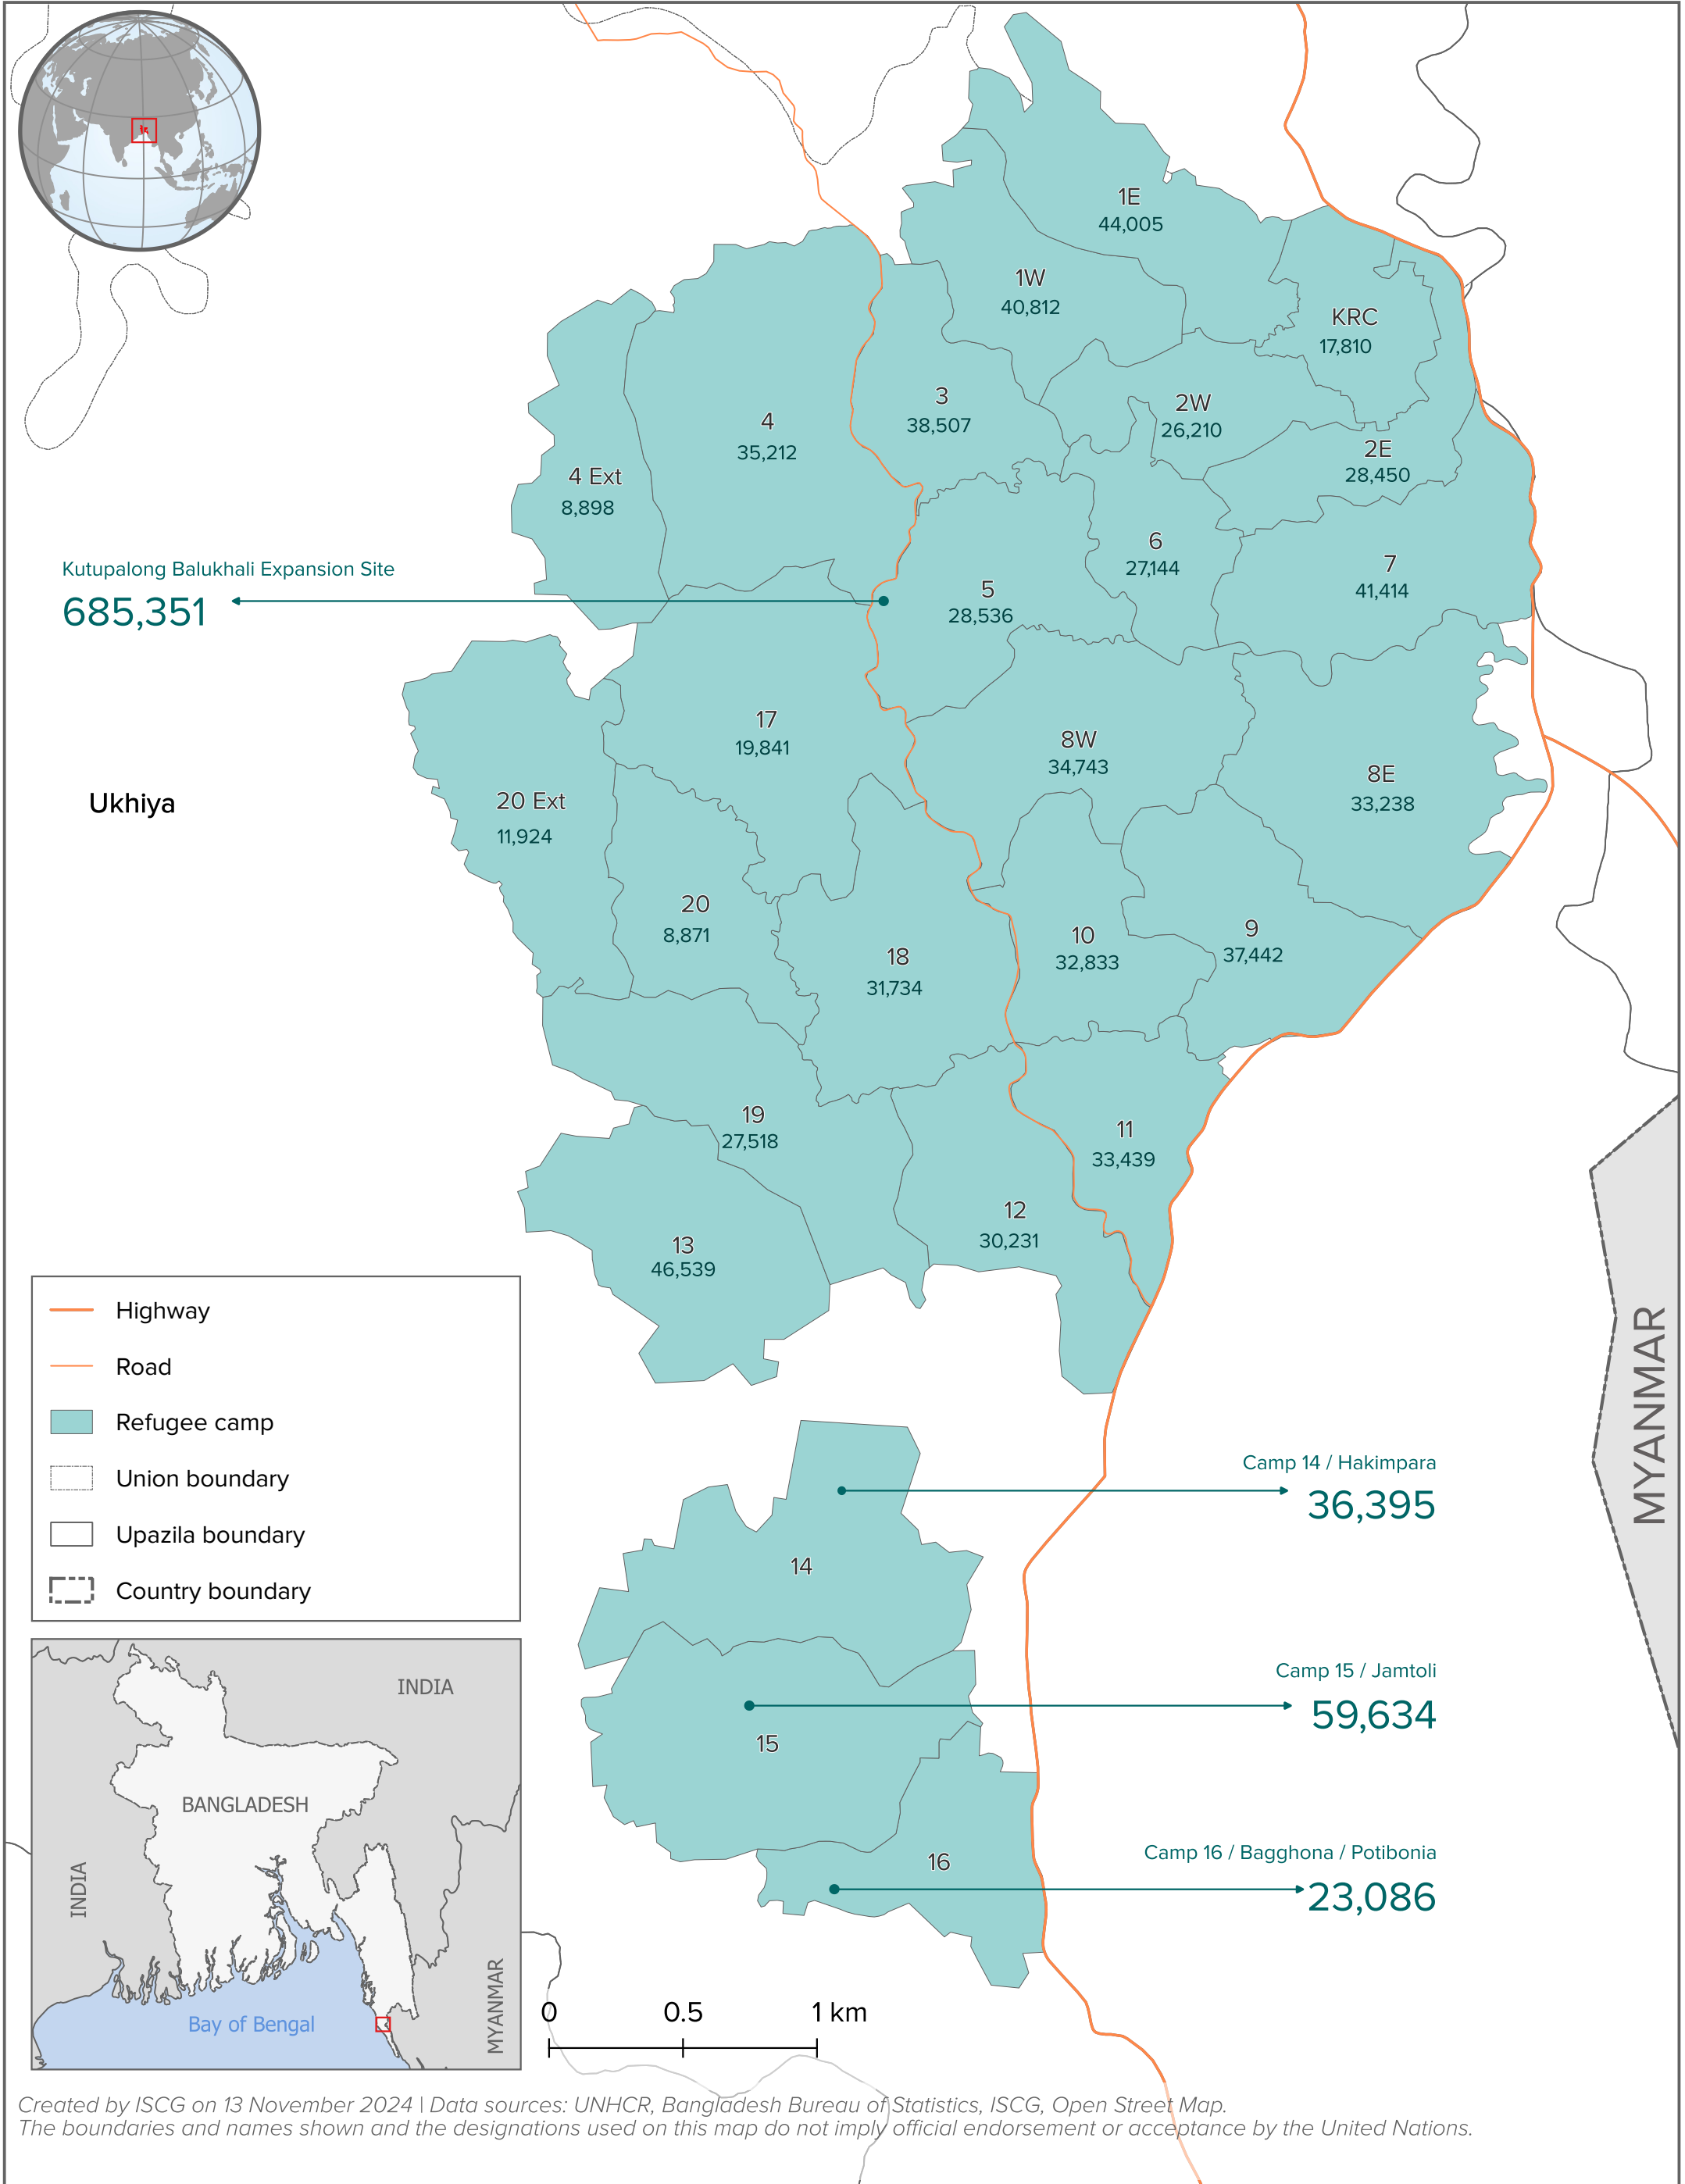 1E
44,005
1W
40,812
KRC
17,810
3
38,507
2W
26,210
4
35,212
2E
28,450
4 Ext
8,898
6
27,144
7
41,414
Kutupalong Balukhali Expansion Site
685,351
5
28,536
17
19,841
8W
34,743
8E
33,238
Ukhiya
20 Ext
11,924
20
8,871
18
31,734
10
32,833
9
37,442
19
27,518
11
33,439
12
30,231
13
46,539
Highway
Road
Refugee camp
Union boundary
Upazila boundary
Country boundary
MYANMAR
Camp 14 / Hakimpara
36,395
14
Camp 15 / Jamtoli
59,634
15
Camp 16 / Bagghona / Potibonia
23,086
16
INDIA
BANGLADESH
INDIA
MYANMAR
Bay of Bengal
0 0.5 1 km
Created by ISCG on 13 November 2024 | Data sources: UNHCR, Bangladesh Bureau of Statistics, ISCG, Open Street Map.
The boundaries and names shown and the designations used on this map do not imply official endorsement or acceptance by the United Nations.